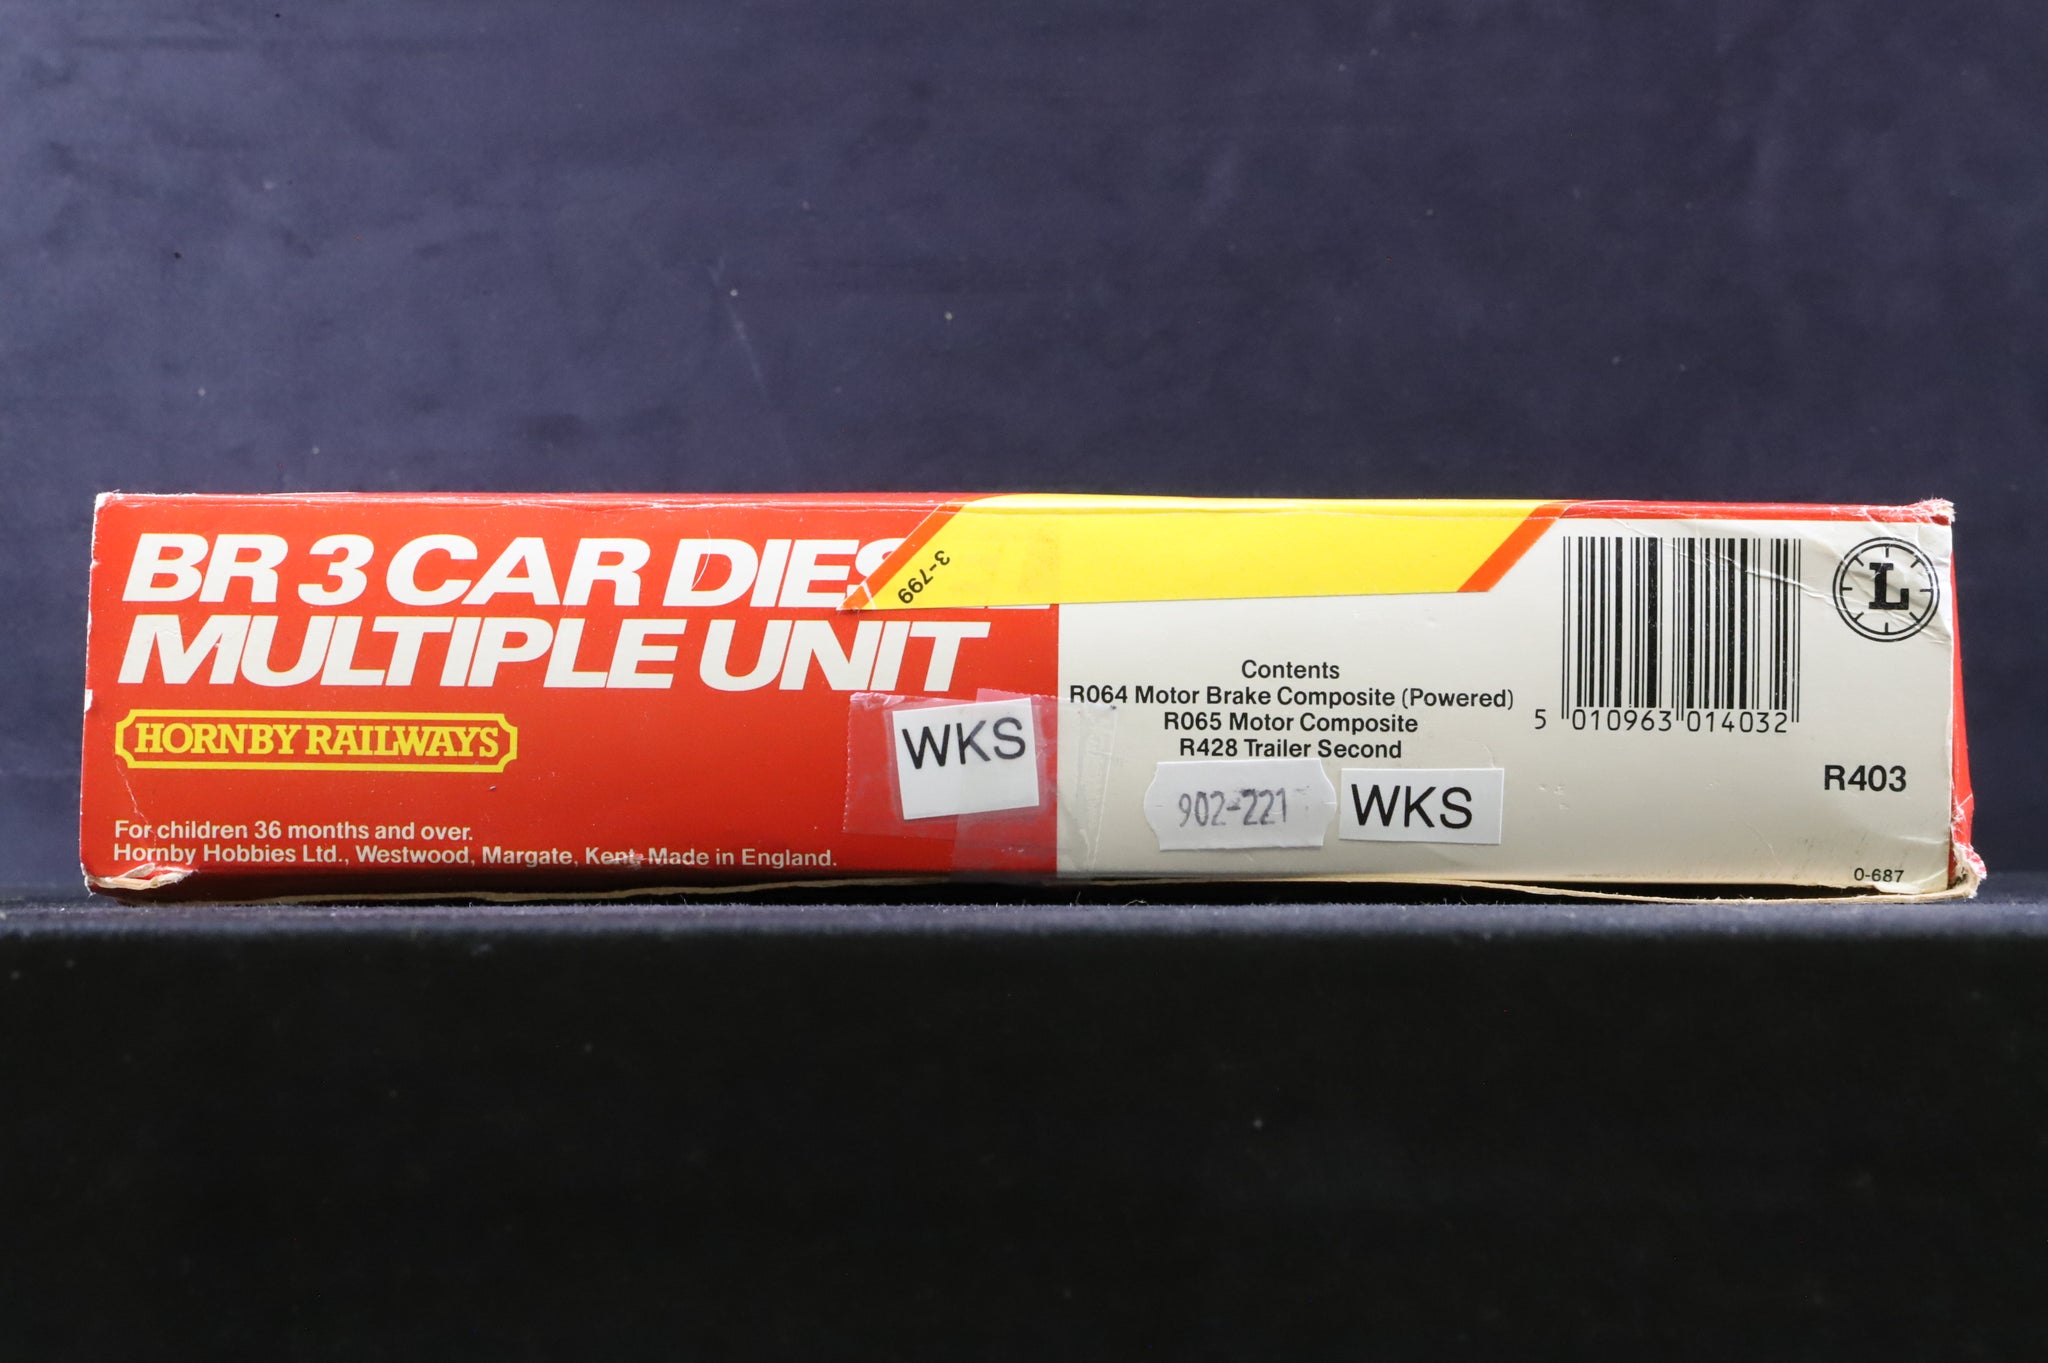 BR 3 CAR DIES
MULTIPLE UNIT
HORNBY RAILWAYS
For children 36 months and over.
Hornby Hobbies Ltd., Westwood, Margate, Kent. Made in England.
3-799
WKS
Contents
R064 Motor Brake Composite (Powered)
R065 Motor Composite
R428 Trailer Second
902-221
WKS
5 010963 014032
L
R403
0-687